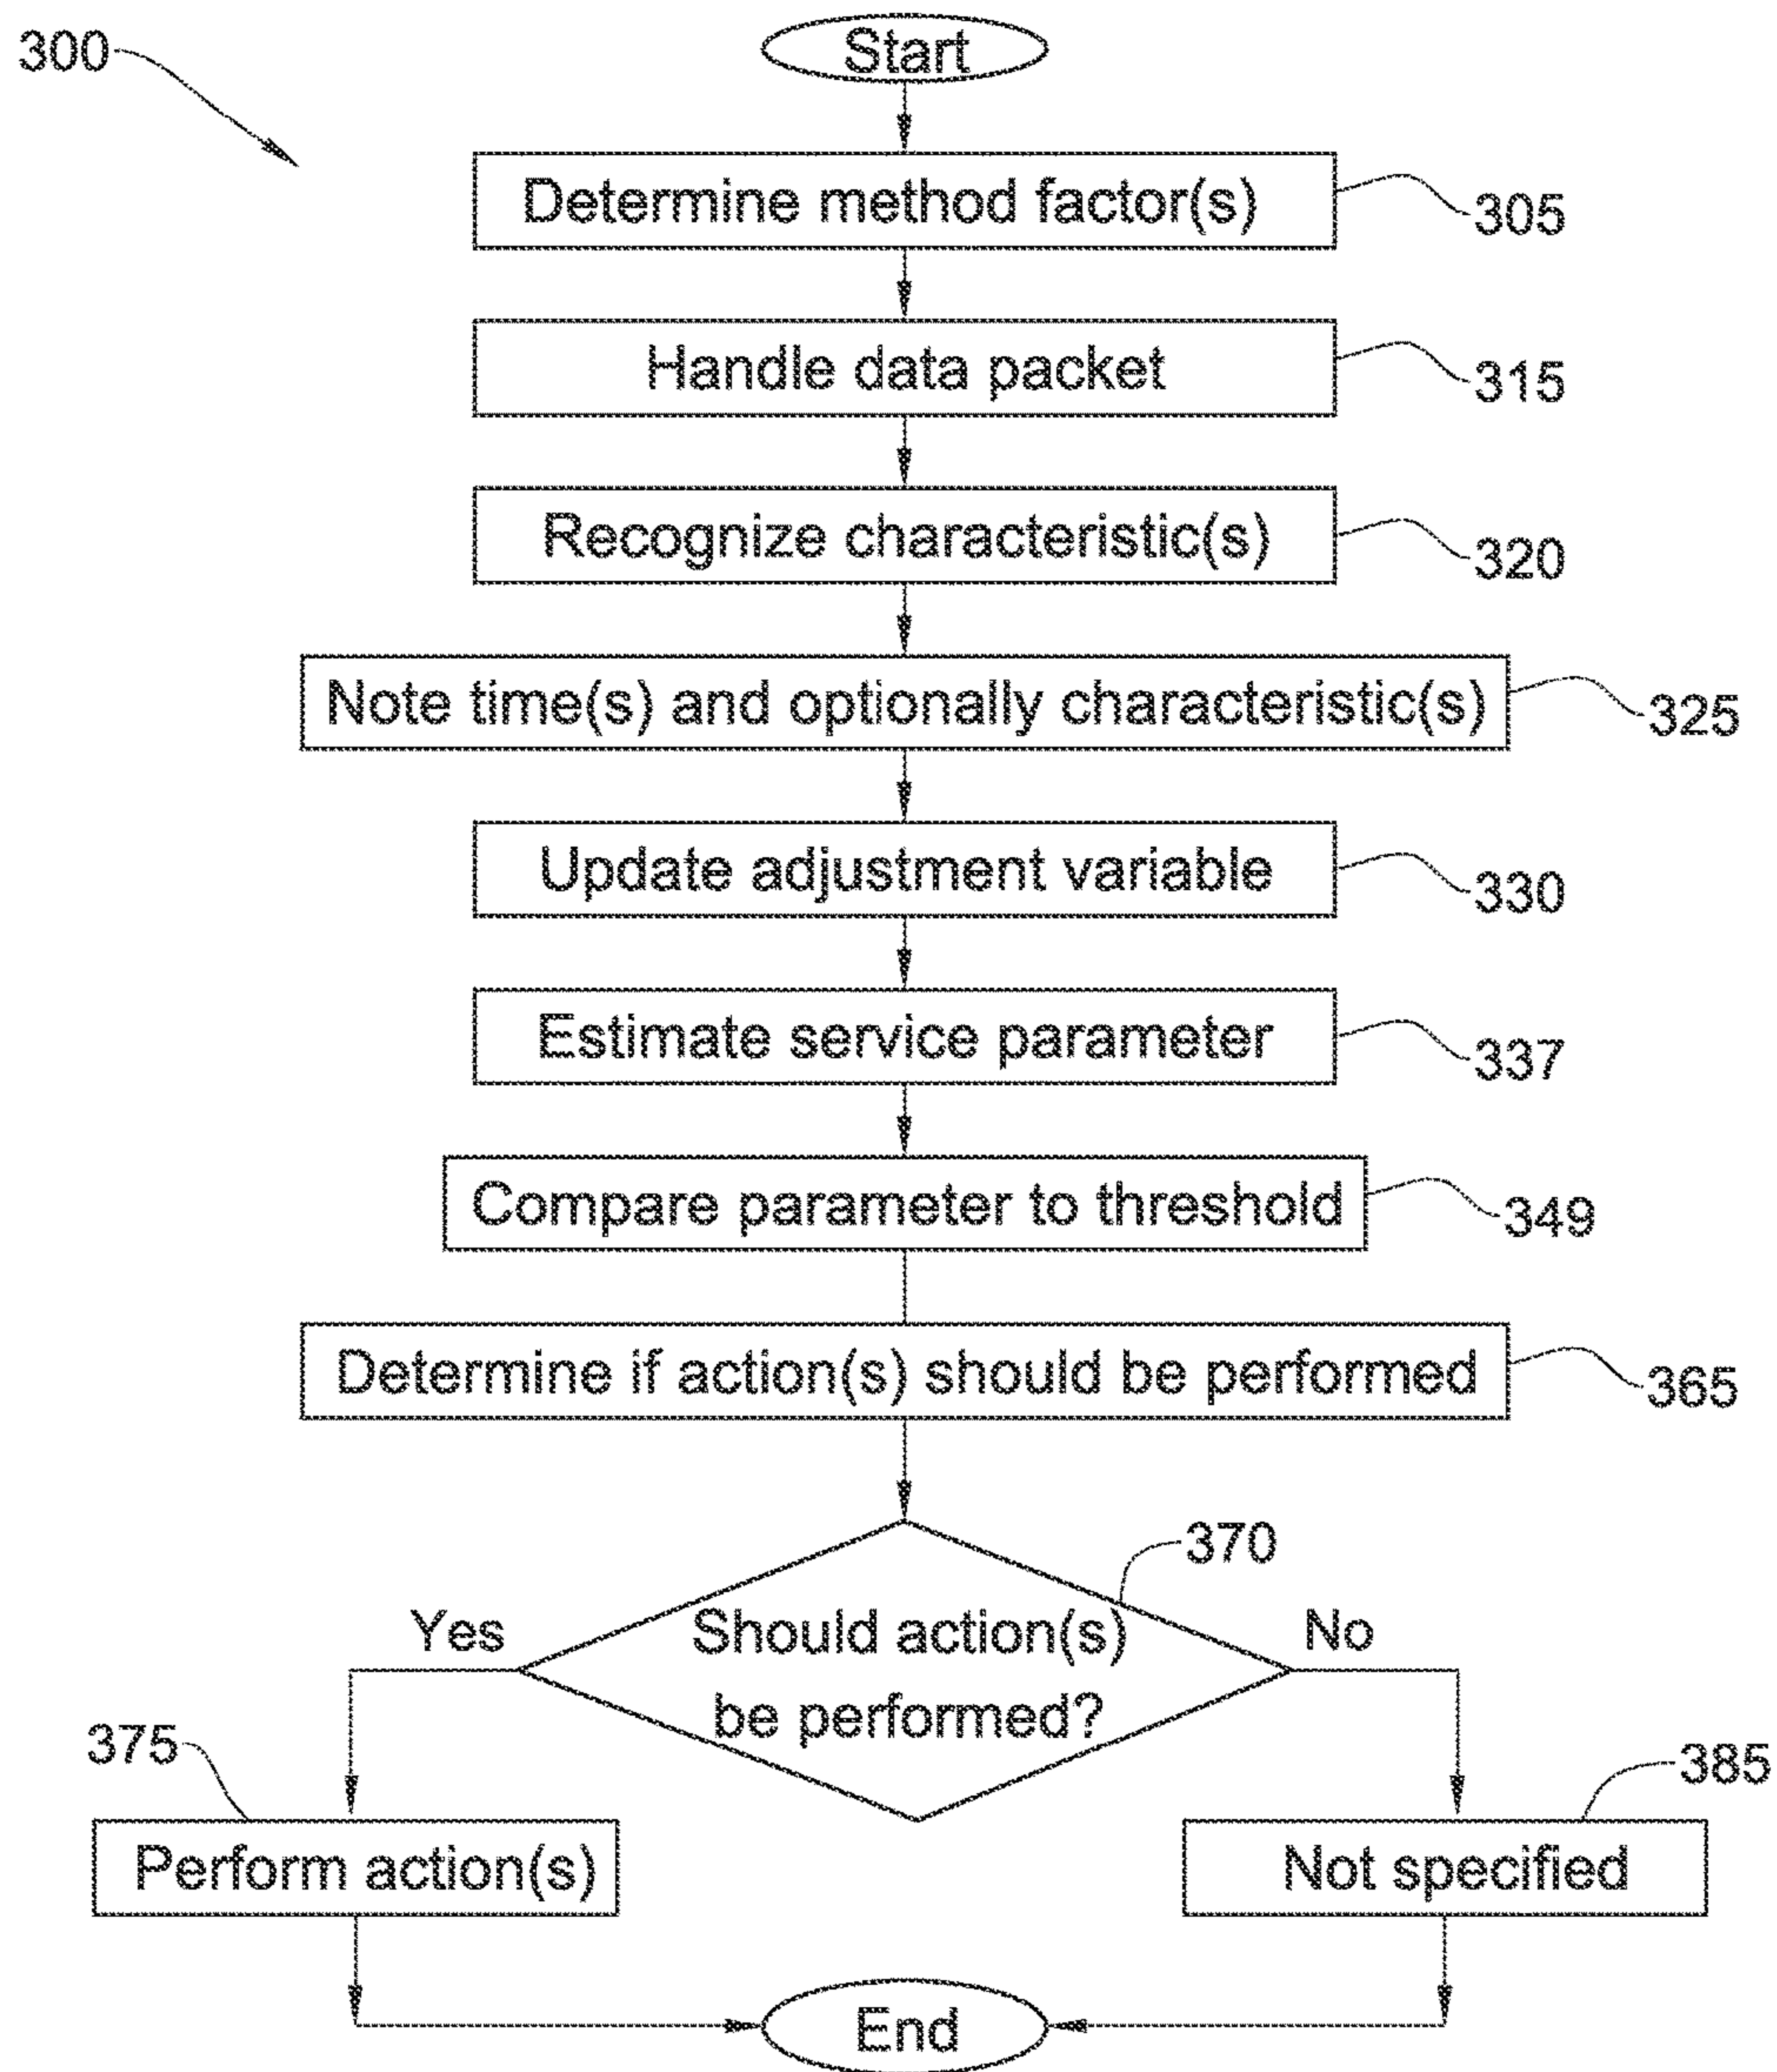 300
Start
Determine method factor(s)
305
Handle data packet
315
Recognize characteristic(s)
320
Note time(s) and optionally characteristic(s)
325
Update adjustment variable
330
Estimate service parameter
337
Compare parameter to threshold
349
Determine if action(s) should be performed
365
370
Yes
Should action(s)
No
be performed?
375
385
Perform action(s)
Not specified
End